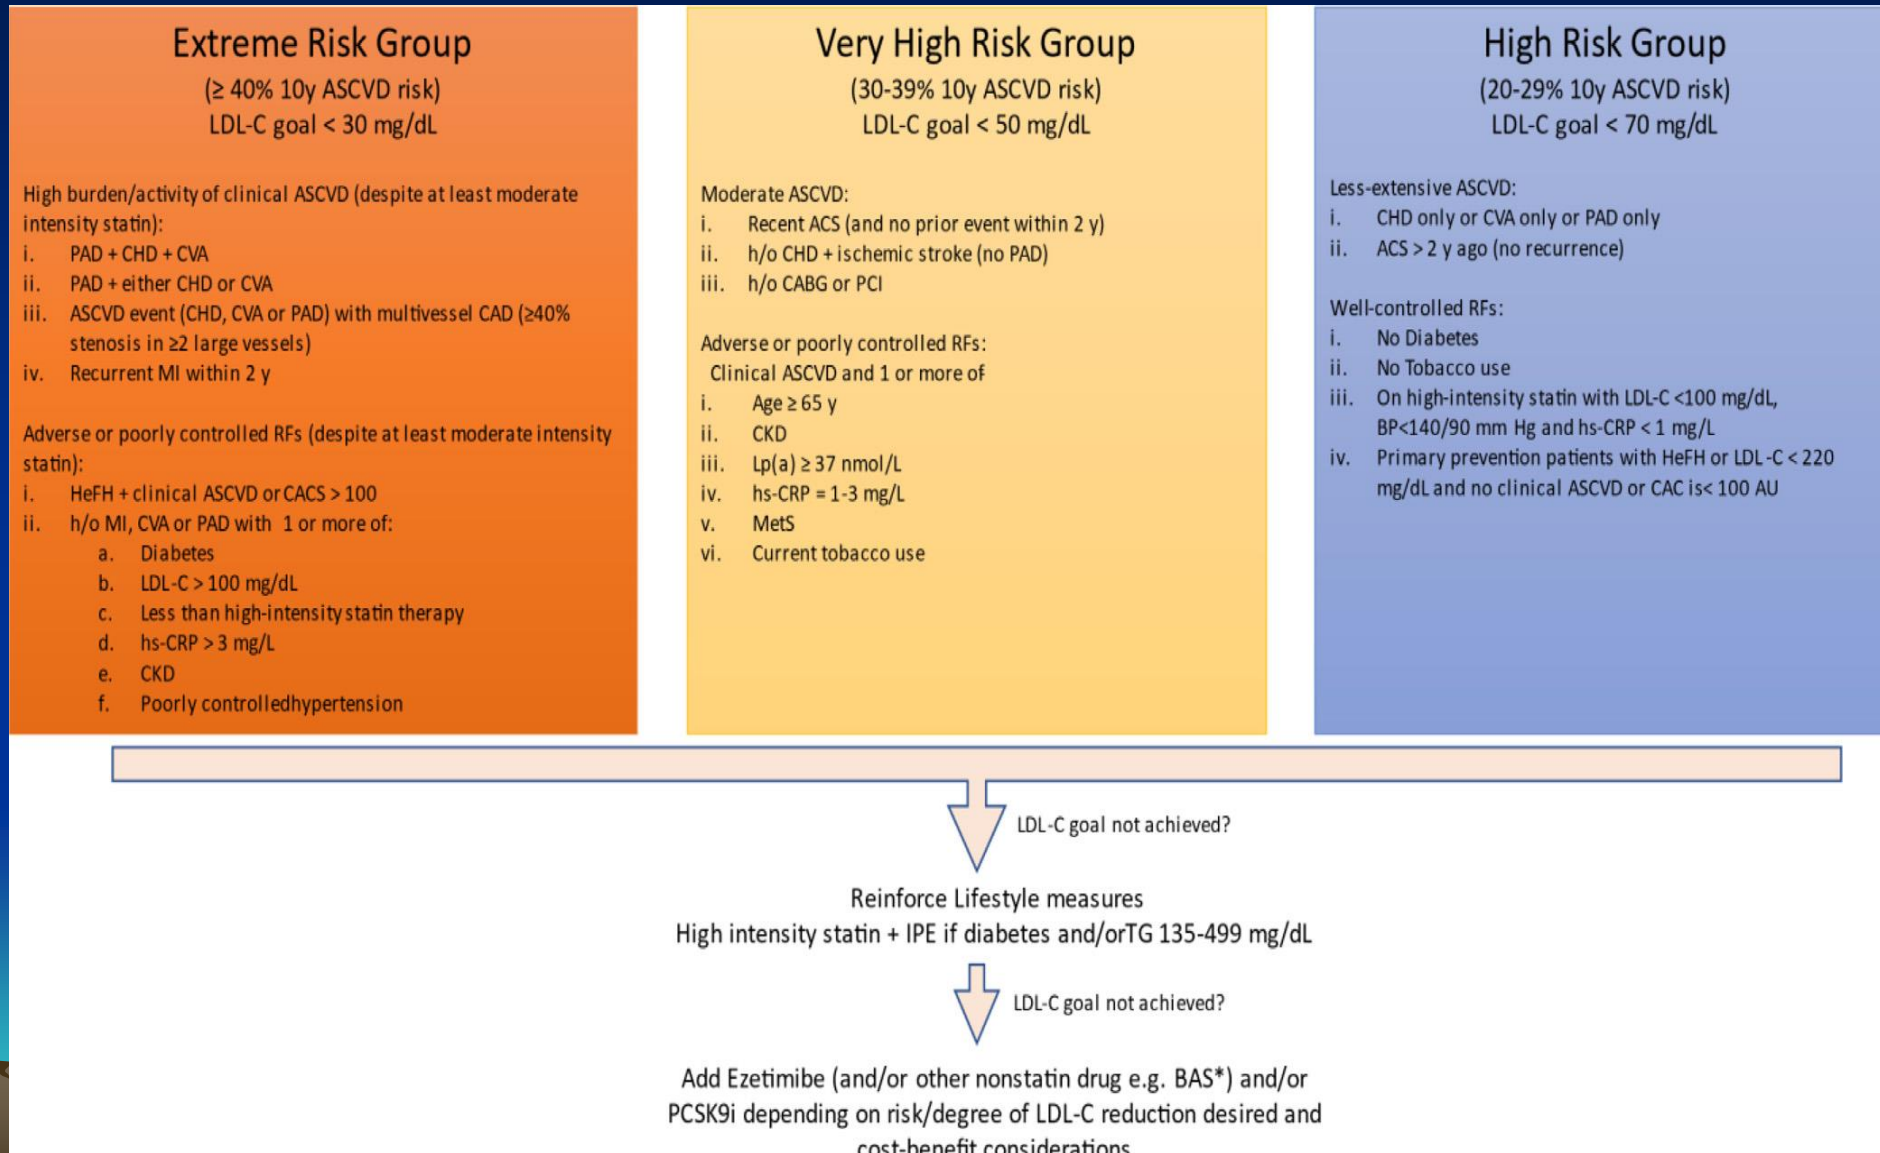 Extreme Risk Group
(≥ 40% 10y ASCVD risk)
LDL-C goal < 30 mg/dL
High burden/activity of clinical ASCVD (despite at least moderate
intensity statin):
i. PAD + CHD + CVA
ii. PAD + either CHD or CVA
iii. ASCVD event (CHD, CVA or PAD) with multivessel CAD (≥40%
stenosis in ≥2 large vessels)
iv. Recurrent MI within 2 y
Adverse or poorly controlled RFs (despite at least moderate intensity
statin):
i. HeFH + clinical ASCVD or CACS > 100
ii. h/o MI, CVA or PAD with 1 or more of:
a. Diabetes
b. LDL-C > 100 mg/dL
c. Less than high-intensity statin therapy
d. hs-CRP > 3 mg/L
e. CKD
f. Poorly controlledhypertension
Very High Risk Group
(30-39% 10y ASCVD risk)
LDL-C goal < 50 mg/dL
Moderate ASCVD:
i. Recent ACS (and no prior event within 2 y)
ii. h/o CHD + ischemic stroke (no PAD)
iii. h/o CABG or PCI
Adverse or poorly controlled RFs:
Clinical ASCVD and 1 or more of
i. Age ≥ 65 y
ii. CKD
iii. Lp(a) ≥ 37 nmol/L
iv. hs-CRP = 1-3 mg/L
v. MetS
vi. Current tobacco use
High Risk Group
(20-29% 10y ASCVD risk)
LDL-C goal < 70 mg/dL
Less-extensive ASCVD:
i. CHD only or CVA only or PAD only
ii. ACS > 2 y ago (no recurrence)
Well-controlled RFs:
i. No Diabetes
ii. No Tobacco use
iii. On high-intensity statin with LDL-C <100 mg/dL,
BP<140/90 mm Hg and hs-CRP < 1 mg/L
iv. Primary prevention patients with HeFH or LDL-C < 220
mg/dL and no clinical ASCVD or CAC is< 100 AU
LDL-C goal not achieved?
Reinforce Lifestyle measures
High intensity statin + IPE if diabetes and/orTG 135-499 mg/dL
LDL-C goal not achieved?
Add Ezetimibe (and/or other nonstatin drug e.g. BAS*) and/or
PCSK9i depending on risk/degree of LDL-C reduction desired and
cost-benefit considerations